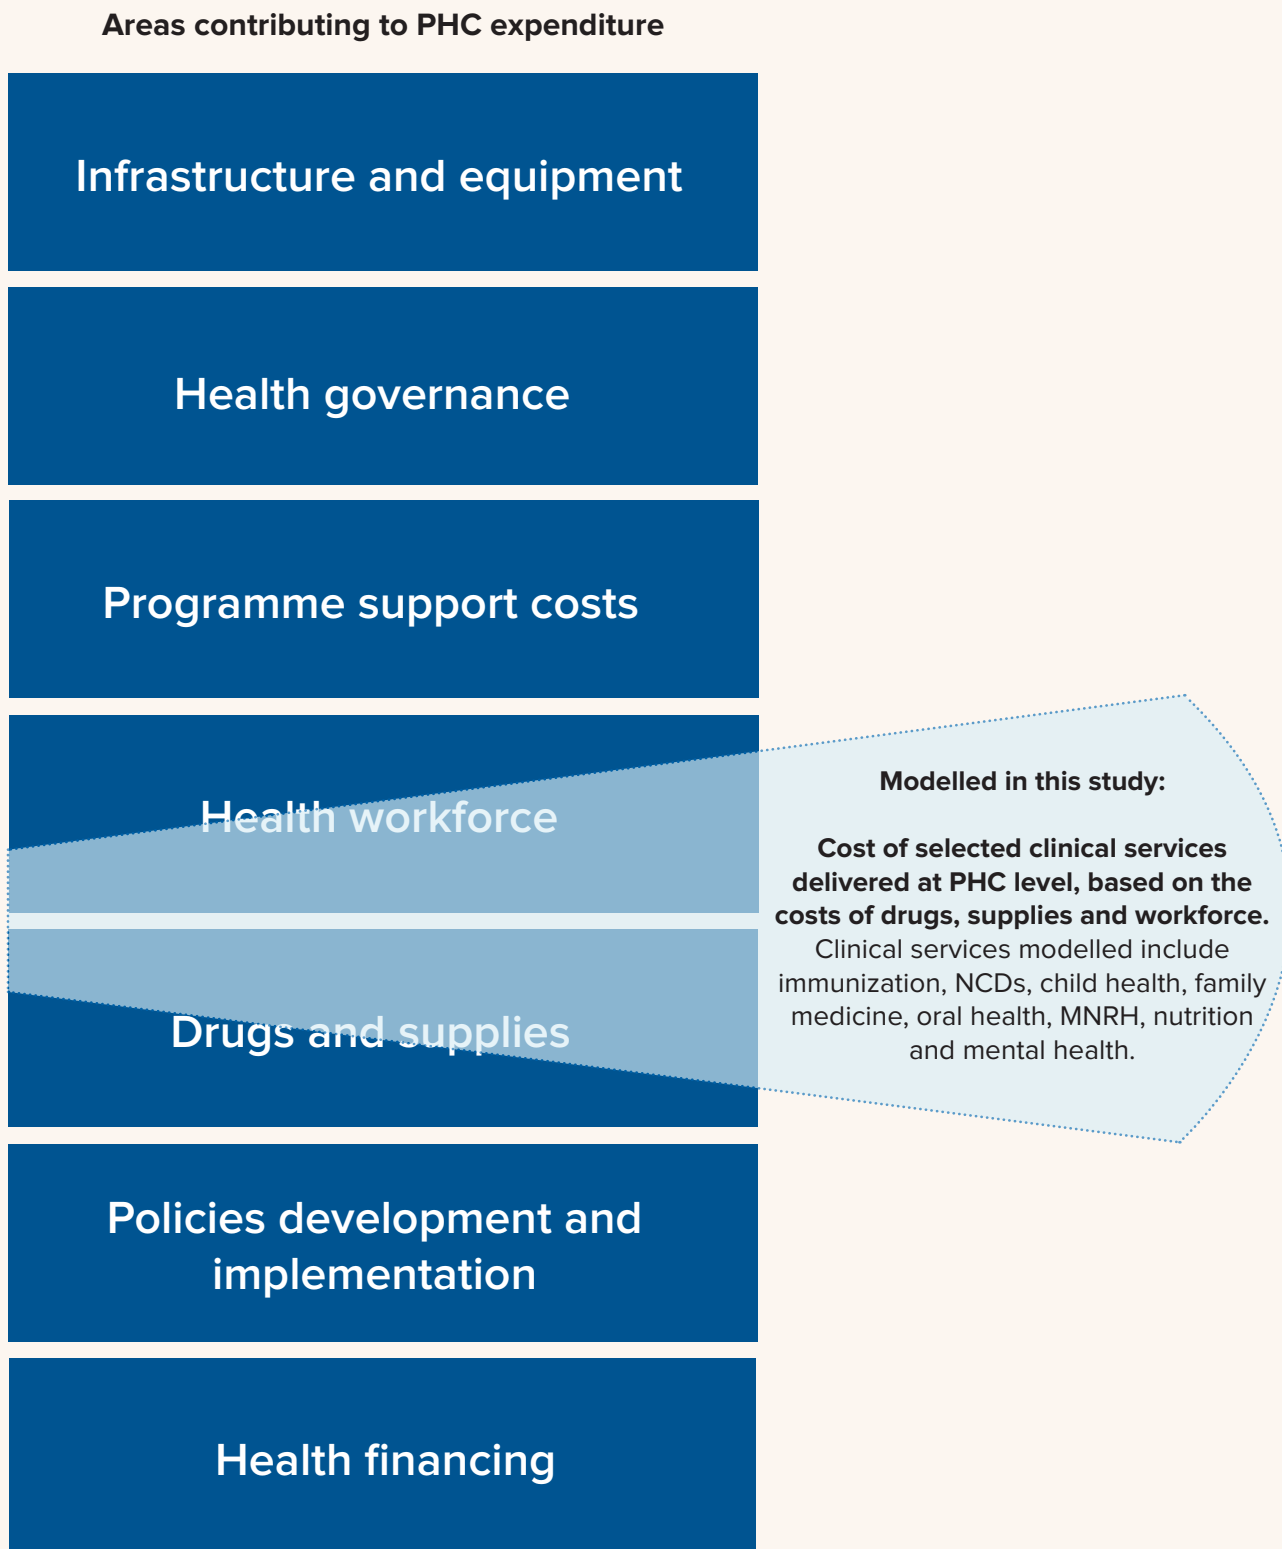 Areas contributing to PHC expenditure
Infrastructure and equipment
Health governance
Programme support costs
Health workforce
Drugs and supplies
Policies development and
implementation
Health financing
Modelled in this study:
Cost of selected clinical services
delivered at PHC level, based on the
costs of drugs, supplies and workforce.
Clinical services modelled include
immunization, NCDs, child health, family
medicine, oral health, MNRH, nutrition
and mental health.